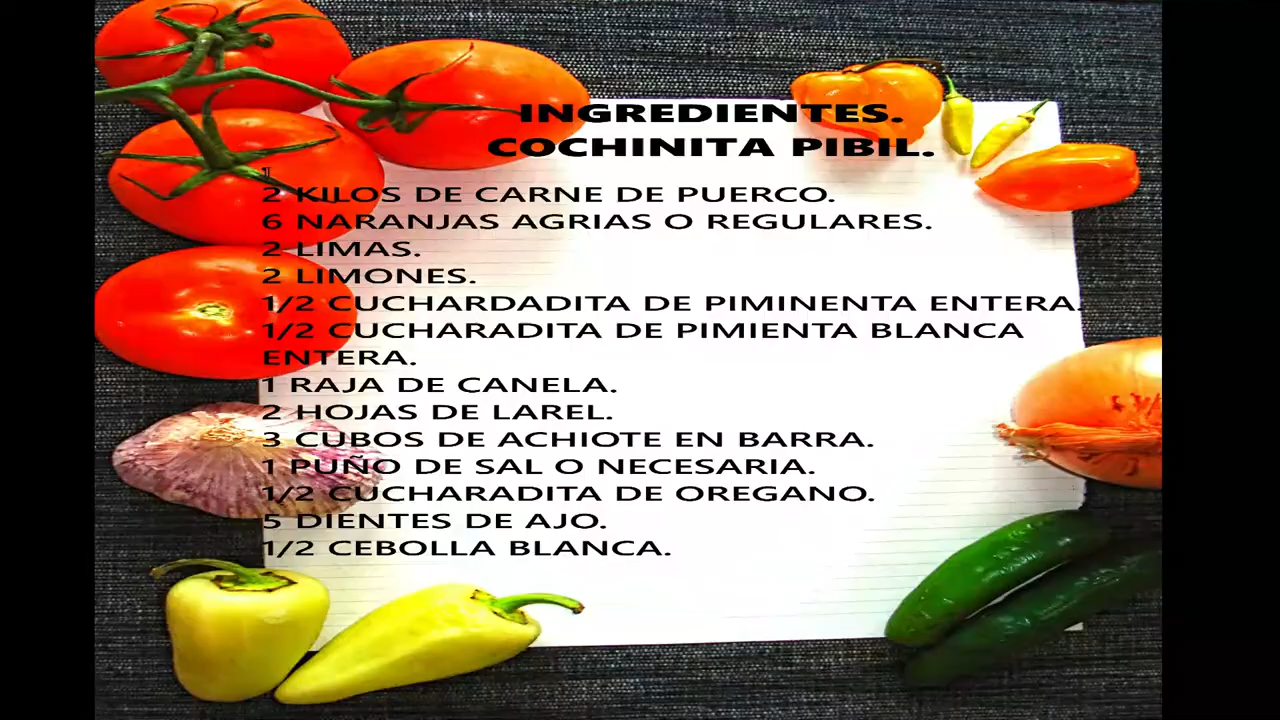 INGREDIENTES.
COCHINITA PIBIL.
1
2 KILOS DE CARNE DE PUERCO.
6 NARANJAS AGRIAS O REGULARES.
2 LIMAS.
2 LIMONES.
1/2 CUCHARDADITA DE PIMINENTA ENTERA.
1/2 CUCHARADITA DE PIMIENTA BLANCA
ENTERA.
1 RAJA DE CANELA.
2 HOJAS DE LAREL.
3 CUBOS DE ACHIOTE EN BARRA.
1 PUÑO DE SAL O NECESARIA.
1/2 CUCHARADITA DE OREGANO.
5 DIENTES DE AJO.
1/2 CEBOLLA BLANCA.